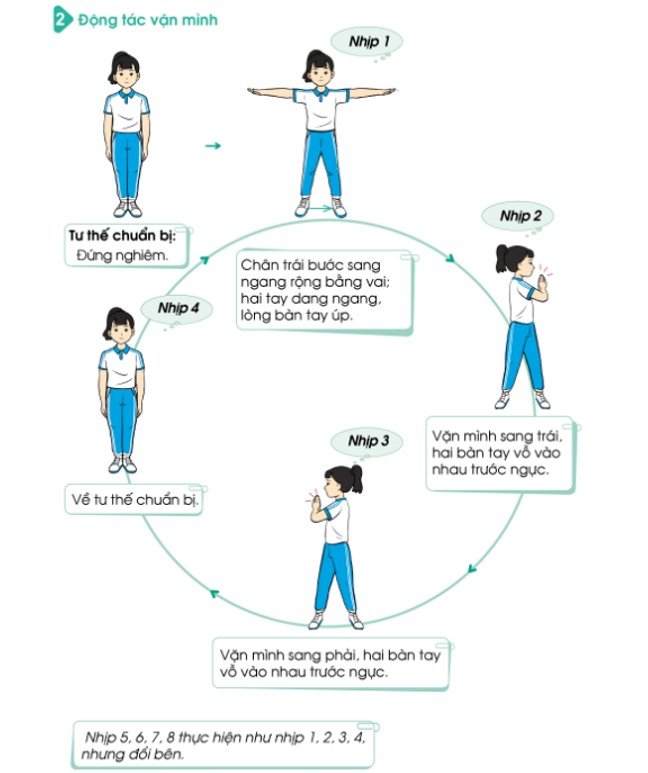 2 Động tác vặn mình
Nhịp 1
Tư thế chuẩn bị:
Đứng nghiêm.
Chân trái bước sang
ngang rộng bằng vai;
hai tay dang ngang,
lòng bàn tay úp.
Nhịp 2
Vặn mình sang trái,
hai bàn tay vỗ vào
nhau trước ngực.
Nhịp 3
Vặn mình sang phải, hai bàn tay
vỗ vào nhau trước ngực.
Nhịp 4
Về tư thế chuẩn bị.
Nhịp 5, 6, 7, 8 thực hiện như nhịp 1, 2, 3, 4,
nhưng đổi bên.